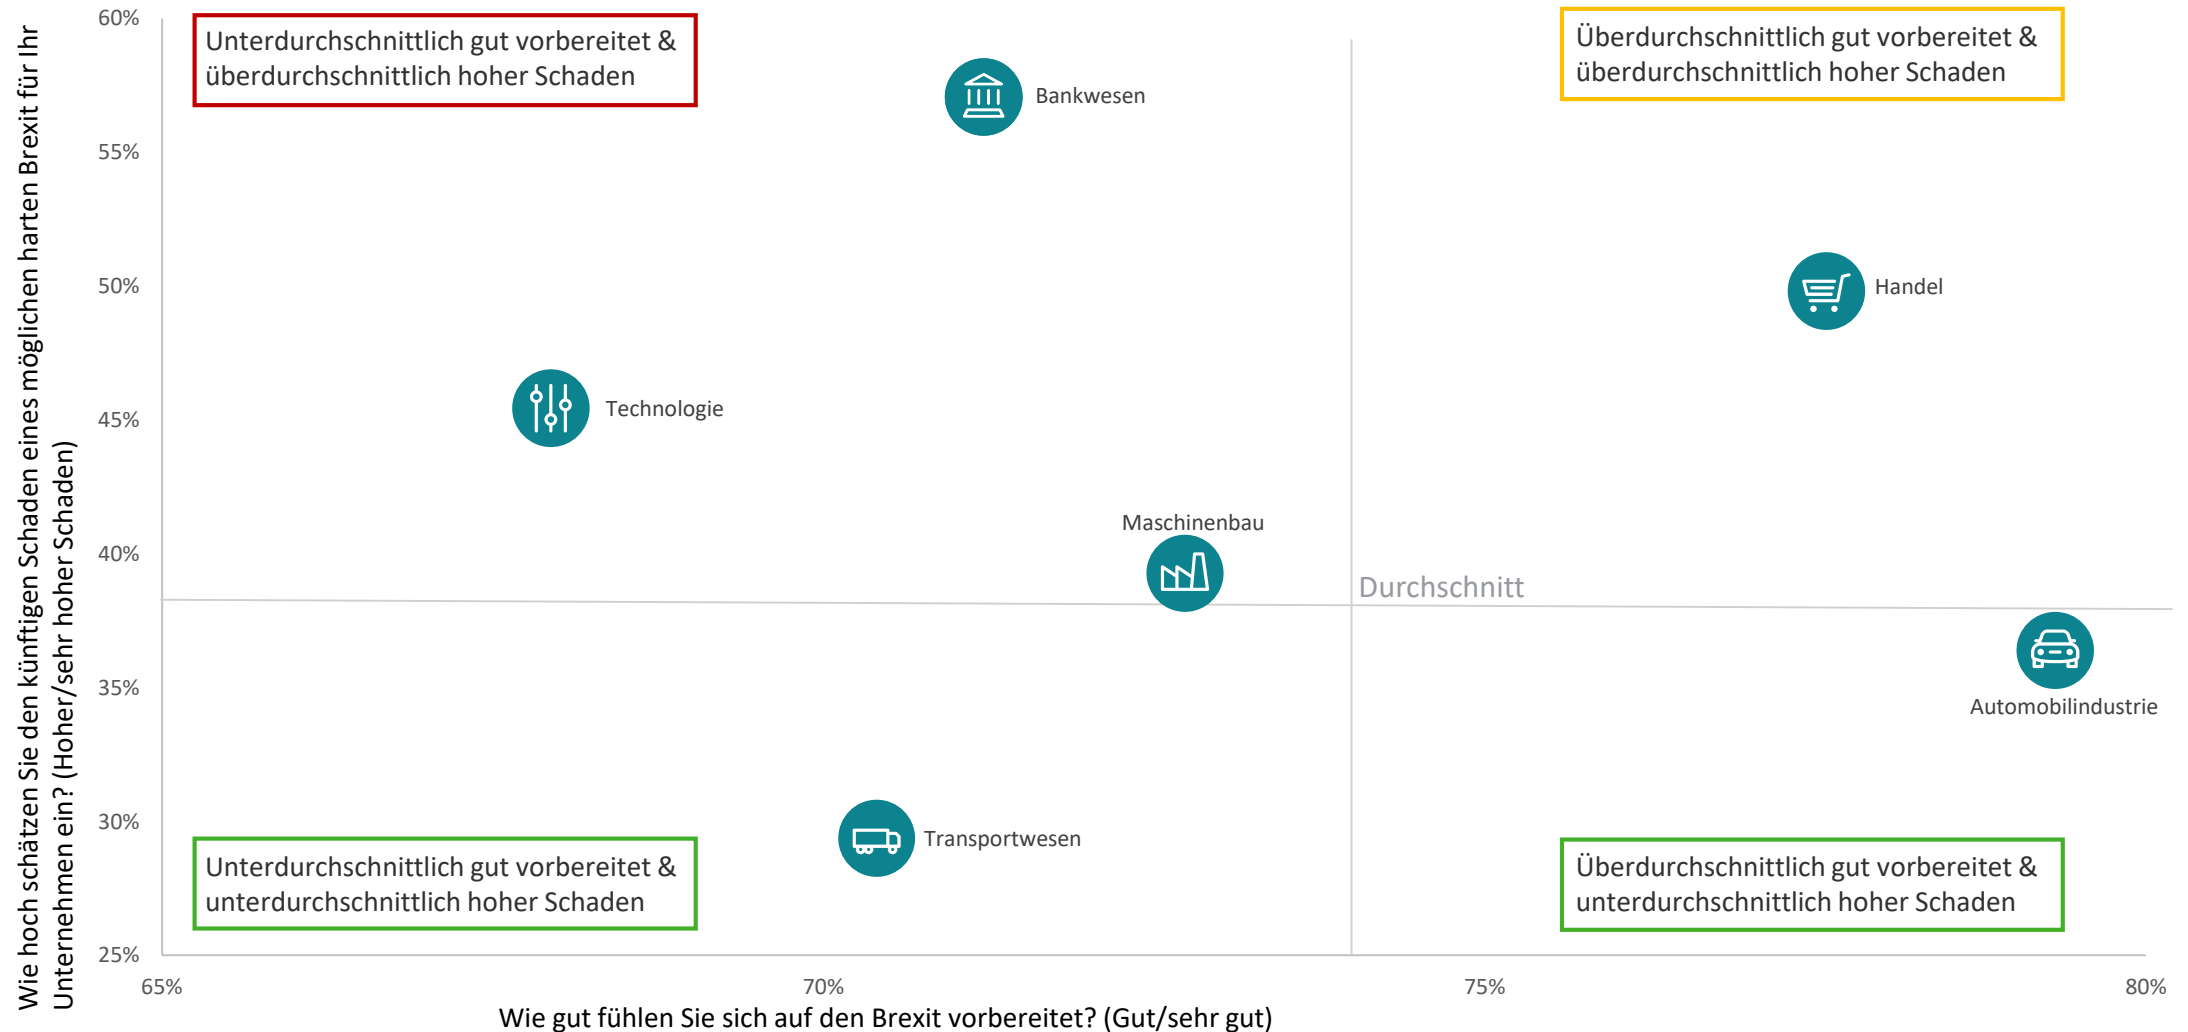 Wie hoch schätzen Sie den künftigen Schaden eines möglichen harten Brexit für Ihr
Unternehmen ein? (Hoher/sehr hoher Schaden)
60%
55%
50%
45%
40%
35%
30%
25%
Unterdurchschnittlich gut vorbereitet &
überdurchschnittlich hoher Schaden
Überdurchschnittlich gut vorbereitet &
überdurchschnittlich hoher Schaden
Bankwesen
Handel
Technologie
Maschinenbau
Durchschnitt
Automobilindustrie
Transportwesen
Unterdurchschnittlich gut vorbereitet &
unterdurchschnittlich hoher Schaden
Überdurchschnittlich gut vorbereitet &
unterdurchschnittlich hoher Schaden
65%
70%
75%
80%
Wie gut fühlen Sie sich auf den Brexit vorbereitet? (Gut/sehr gut)